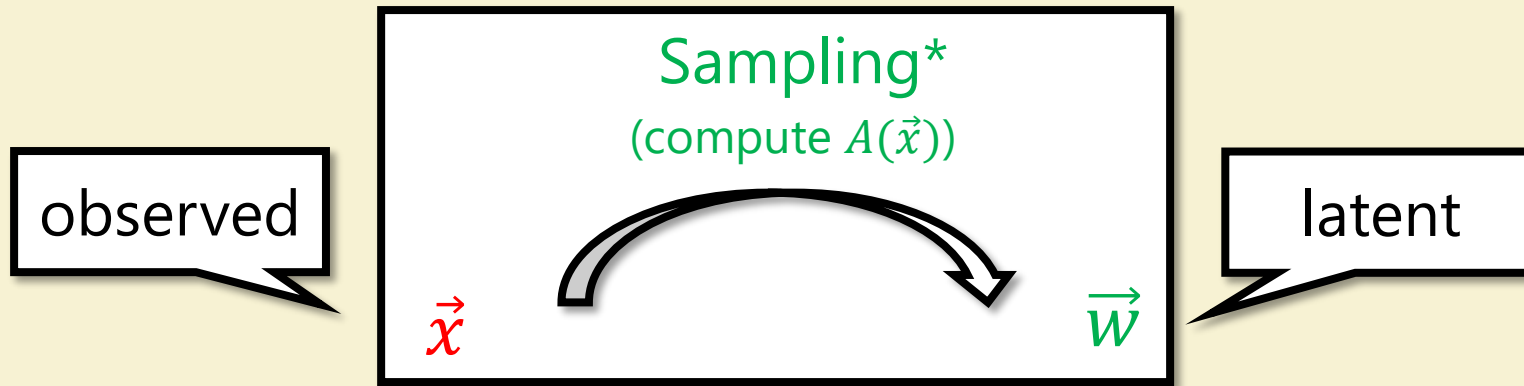 Sampling*
(compute A(x⃗))
observed
latent
x⃗
w⃗